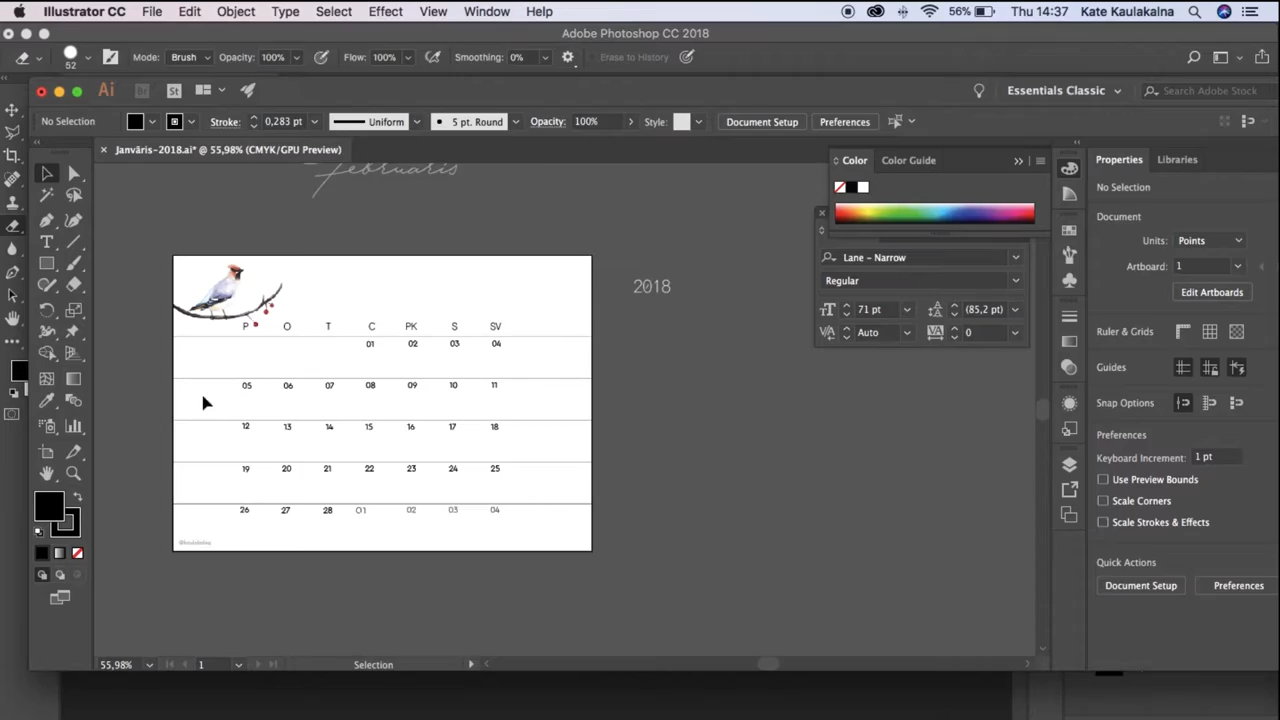 Illustrator CC File Edit Object Type Select Effect View Window Help 56% Thu 14:37 Kate Kaulakalna
Adobe Photoshop CC 2018
52 Mode: Brush Opacity: 100% Flow: 100% Smoothing: 0% Erase to History
Ai Br St Essentials Classic Search Adobe Stock
No Selection Stroke: 0,283 pt Uniform 5 pt. Round Opacity: 100% Style: Document Setup Preferences
× Janvāris-2018.ai* @ 55,98% (CMYK/GPU Preview)
Februaris
Color Color Guide
Properties Libraries
No Selection
Document
Units: Points
Artboard: 1
Edit Artboards
Ruler & Grids
Guides
Snap Options
Preferences
Keyboard Increment: 1 pt
Use Preview Bounds
Scale Corners
Scale Strokes & Effects
Quick Actions
Document Setup Preferences
Lane - Narrow
Regular
71 pt (85,2 pt)
Auto 0
2018
P O T C PK S SV
01 02 03 04
05 06 07 08 09 10 11
12 13 14 15 16 17 18
19 20 21 22 23 24 25
26 27 28 01 02 03 04
55,98% 1 Selection